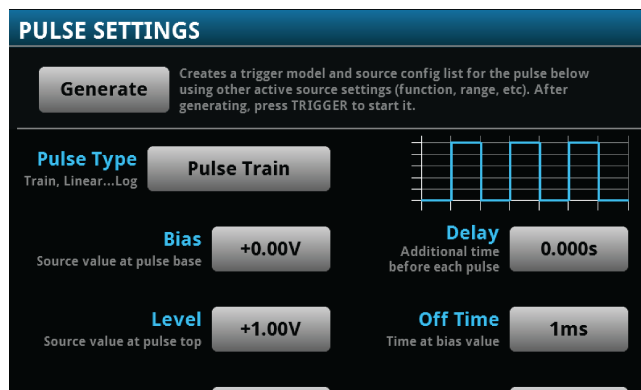 PULSE SETTINGS
Generate
Creates a trigger model and source config list for the pulse below
using other active source settings (function, range, etc). After
generating, press TRIGGER to start it.
Pulse Type
Train, Linear...Log
Pulse Train
Bias
Source value at pulse base
+0.00V
Delay
Additional time
before each pulse
0.000s
Level
Source value at pulse top
+1.00V
Off Time
Time at bias value
1ms